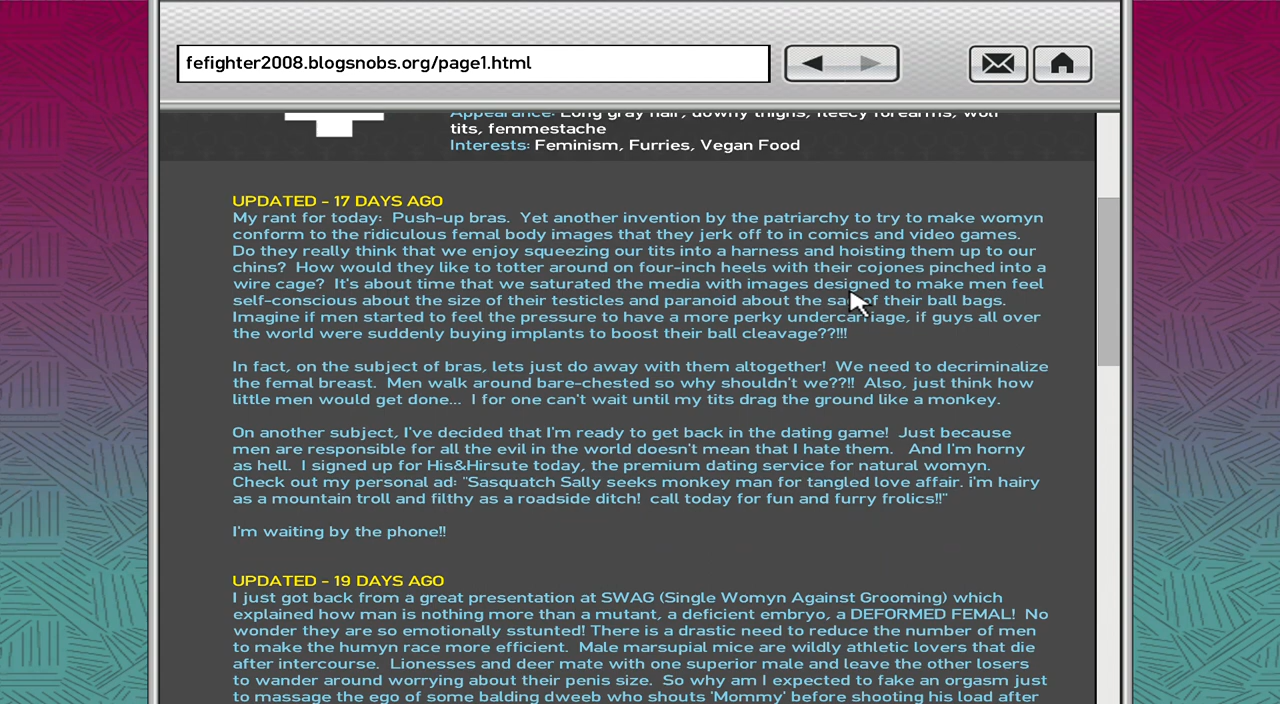 fefighter2008.blogsnobs.org/page1.html
Appearance: Long gray hair, downy thighs, fleecy forearms, wolf
tits, femmestache
Interests: Feminism, Furries, Vegan Food
UPDATED - 17 DAYS AGO
My rant for today: Push-up bras. Yet another invention by the patriarchy to try to make womyn
conform to the ridiculous femal body images that they jerk off to in comics and video games.
Do they really think that we enjoy squeezing our tits into a harness and hoisting them up to our
chins? How would they like to totter around on four-inch heels with their cojones pinched into a
wire cage? It's about time that we saturated the media with images designed to make men feel
self-conscious about the size of their testicles and paranoid about the sag of their ball bags.
Imagine if men started to feel the pressure to have a more perky undercarriage, if guys all over
the world were suddenly buying implants to boost their ball cleavage??!!!
In fact, on the subject of bras, lets just do away with them altogether! We need to decriminalize
the femal breast. Men walk around bare-chested so why shouldn't we??!! Also, just think how
little men would get done... I for one can't wait until my tits drag the ground like a monkey.
On another subject, I've decided that I'm ready to get back in the dating game! Just because
men are responsible for all the evil in the world doesn't mean that I hate them. And I'm horny
as hell. I signed up for His&Hirsute today, the premium dating service for natural womyn.
Check out my personal ad: "Sasquatch Sally seeks monkey man for tangled love affair. i'm hairy
as a mountain troll and filthy as a roadside ditch! call today for fun and furry frolics!!"
I'm waiting by the phone!!
UPDATED - 19 DAYS AGO
I just got back from a great presentation at SWAG (Single Womyn Against Grooming) which
explained how man is nothing more than a mutant, a deficient embryo, a DEFORMED FEMAL! No
wonder they are so emotionally sstunted! There is a drastic need to reduce the number of men
to make the humyn race more efficient. Male marsupial mice are wildly athletic lovers that die
after intercourse. Lionesses and deer mate with one superior male and leave the other losers
to wander around worrying about their penis size. So why am I expected to fake an orgasm just
to massage the ego of some balding dweeb who shouts 'Mommy' before shooting his load after